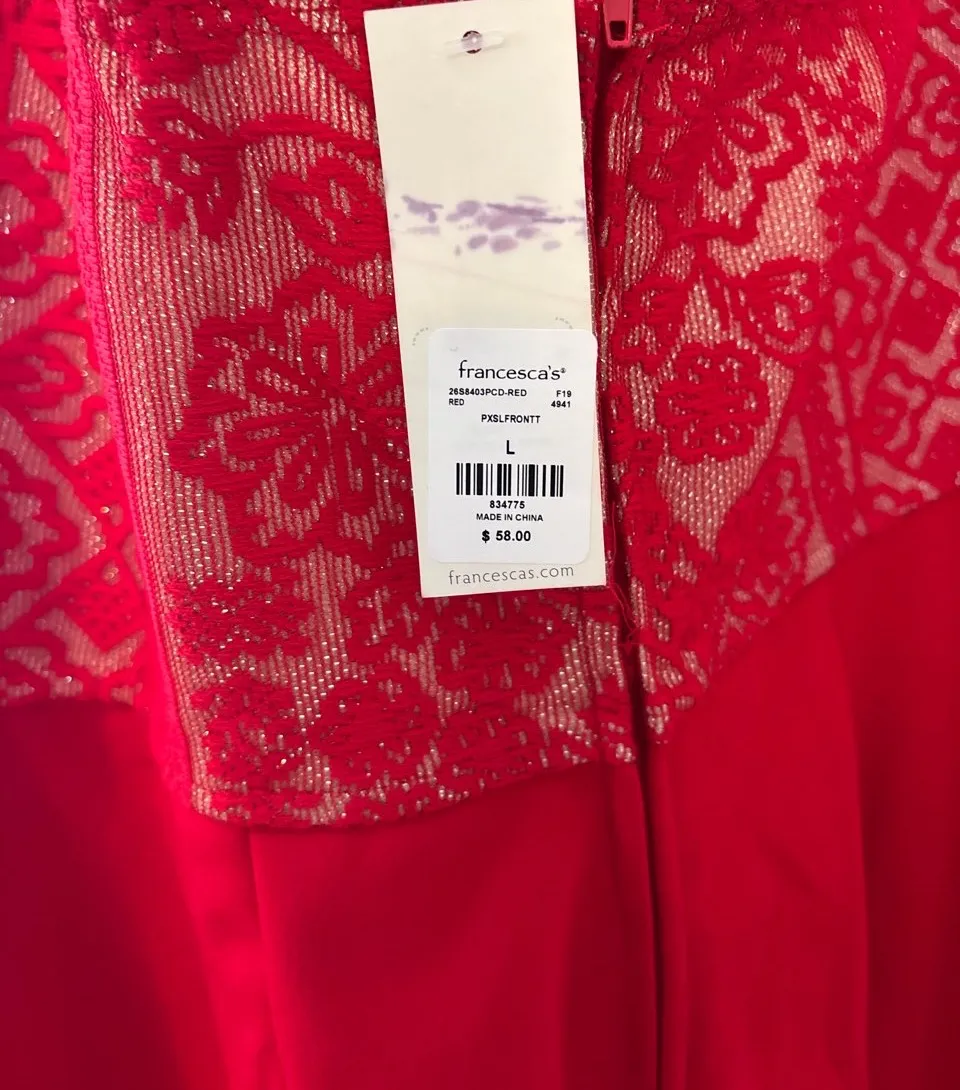 francesca's®
26S8403PCD-RED F19
RED 4941
PXSLFRONTT
L
834775
MADE IN CHINA
$ 58.00
francescas.com